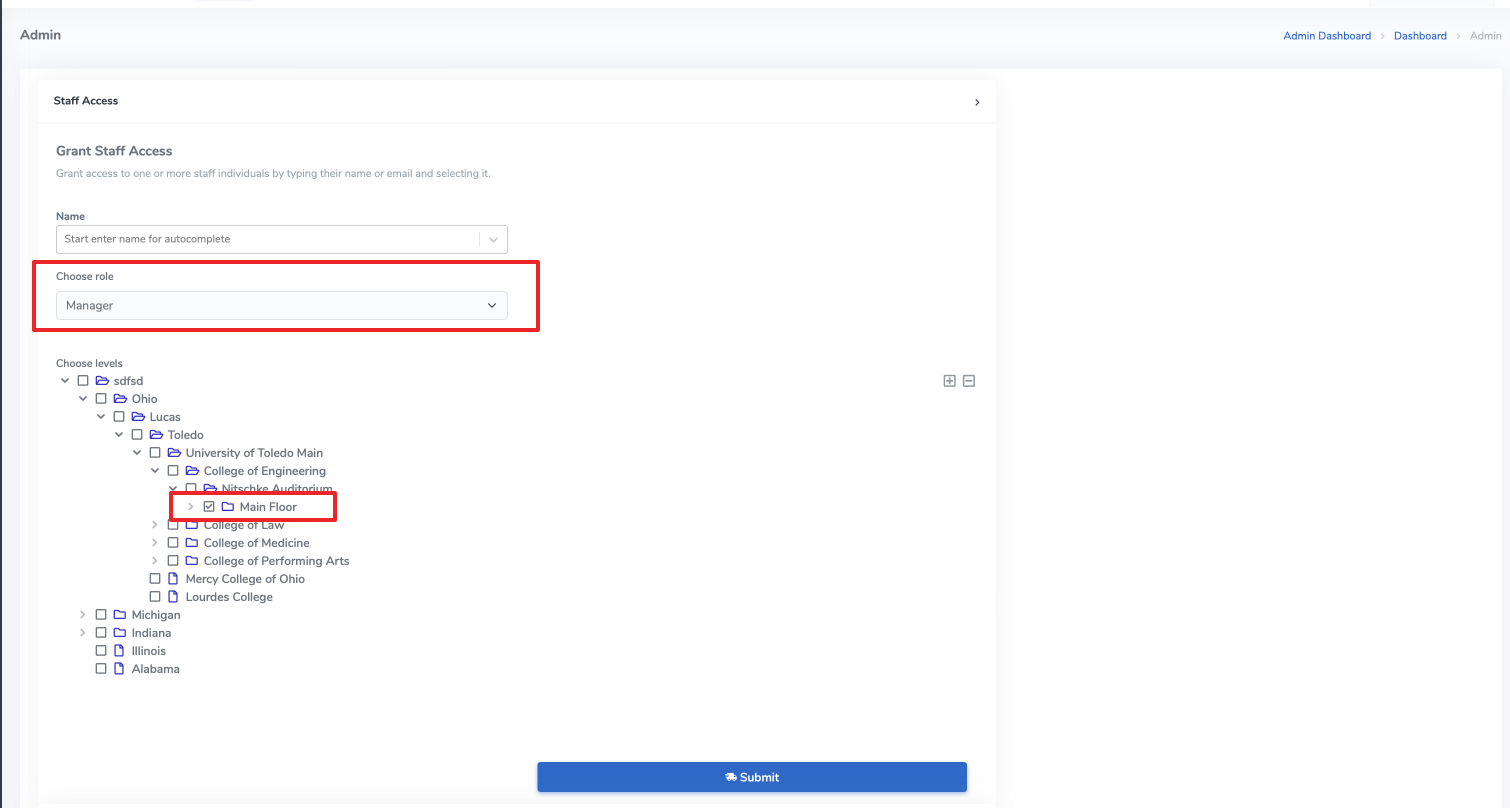 Admin
Admin Dashboard > Dashboard > Admin
Staff Access
Grant Staff Access
Grant access to one or more staff individuals by typing their name or email and selecting it.
Name
Start enter name for autocomplete
Choose role
Manager
Choose levels
sdfsd
Ohio
Lucas
Toledo
University of Toledo Main
College of Engineering
Nitschke Auditorium
Main Floor
College of Law
College of Medicine
College of Performing Arts
Mercy College of Ohio
Lourdes College
Michigan
Indiana
Illinois
Alabama
Submit